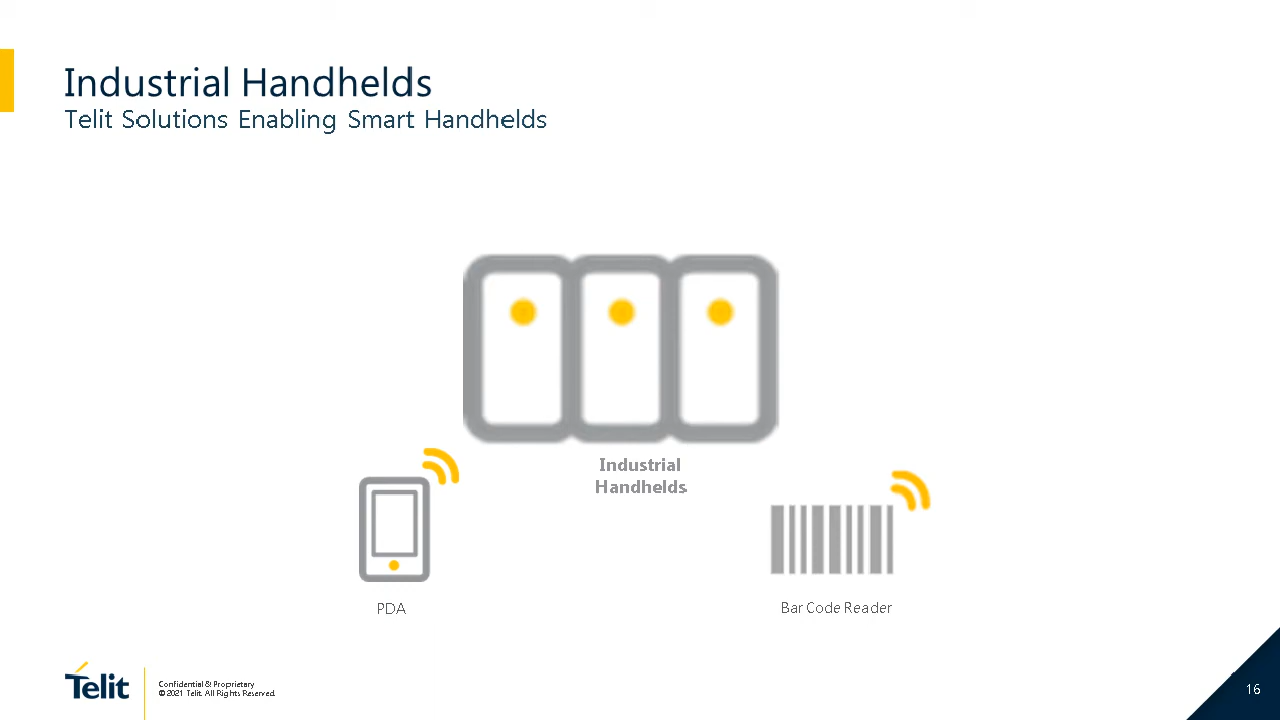 Industrial Handhelds
Telit Solutions Enabling Smart Handhelds
Industrial
Handhelds
PDA
Bar Code Reader
Telit
Confidential & Proprietary
©2021 Telit. All Rights Reserved.
16